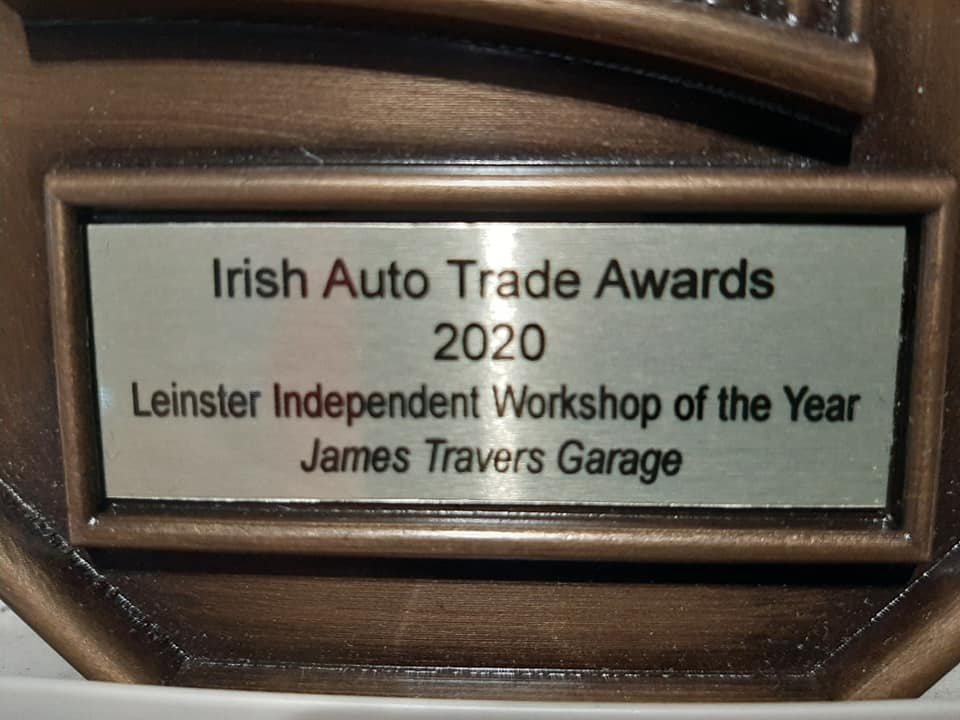 Irish Auto Trade Awards
2020
Leinster Independent Workshop of the Year
James Travers Garage